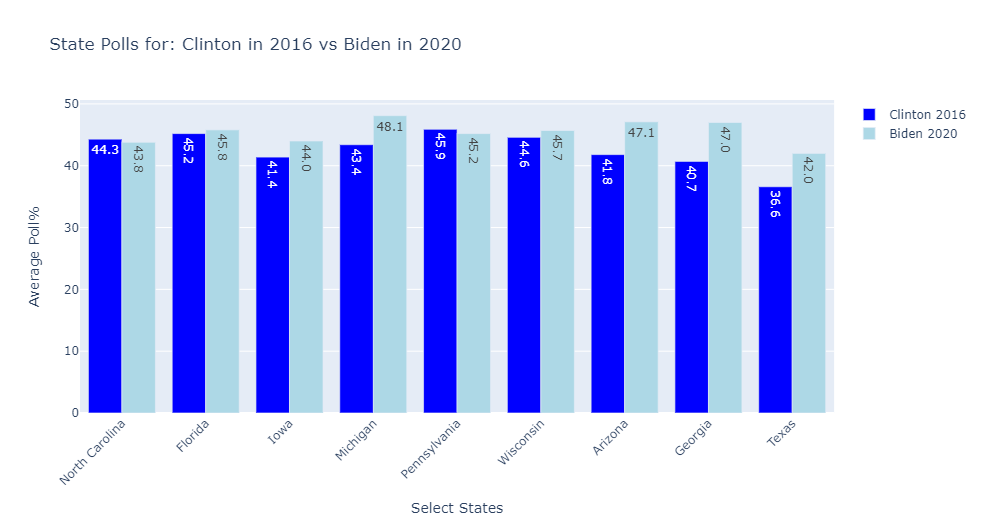 State Polls for: Clinton in 2016 vs Biden in 2020
Clinton 2016
Biden 2020
Average Poll%
50
40
30
20
10
0
44.3
43.8
45.2
45.8
41.4
44.0
43.4
48.1
45.9
45.2
44.6
45.7
41.8
47.1
40.7
47.0
36.6
42.0
North Carolina
Florida
Iowa
Michigan
Pennsylvania
Wisconsin
Arizona
Georgia
Texas
Select States